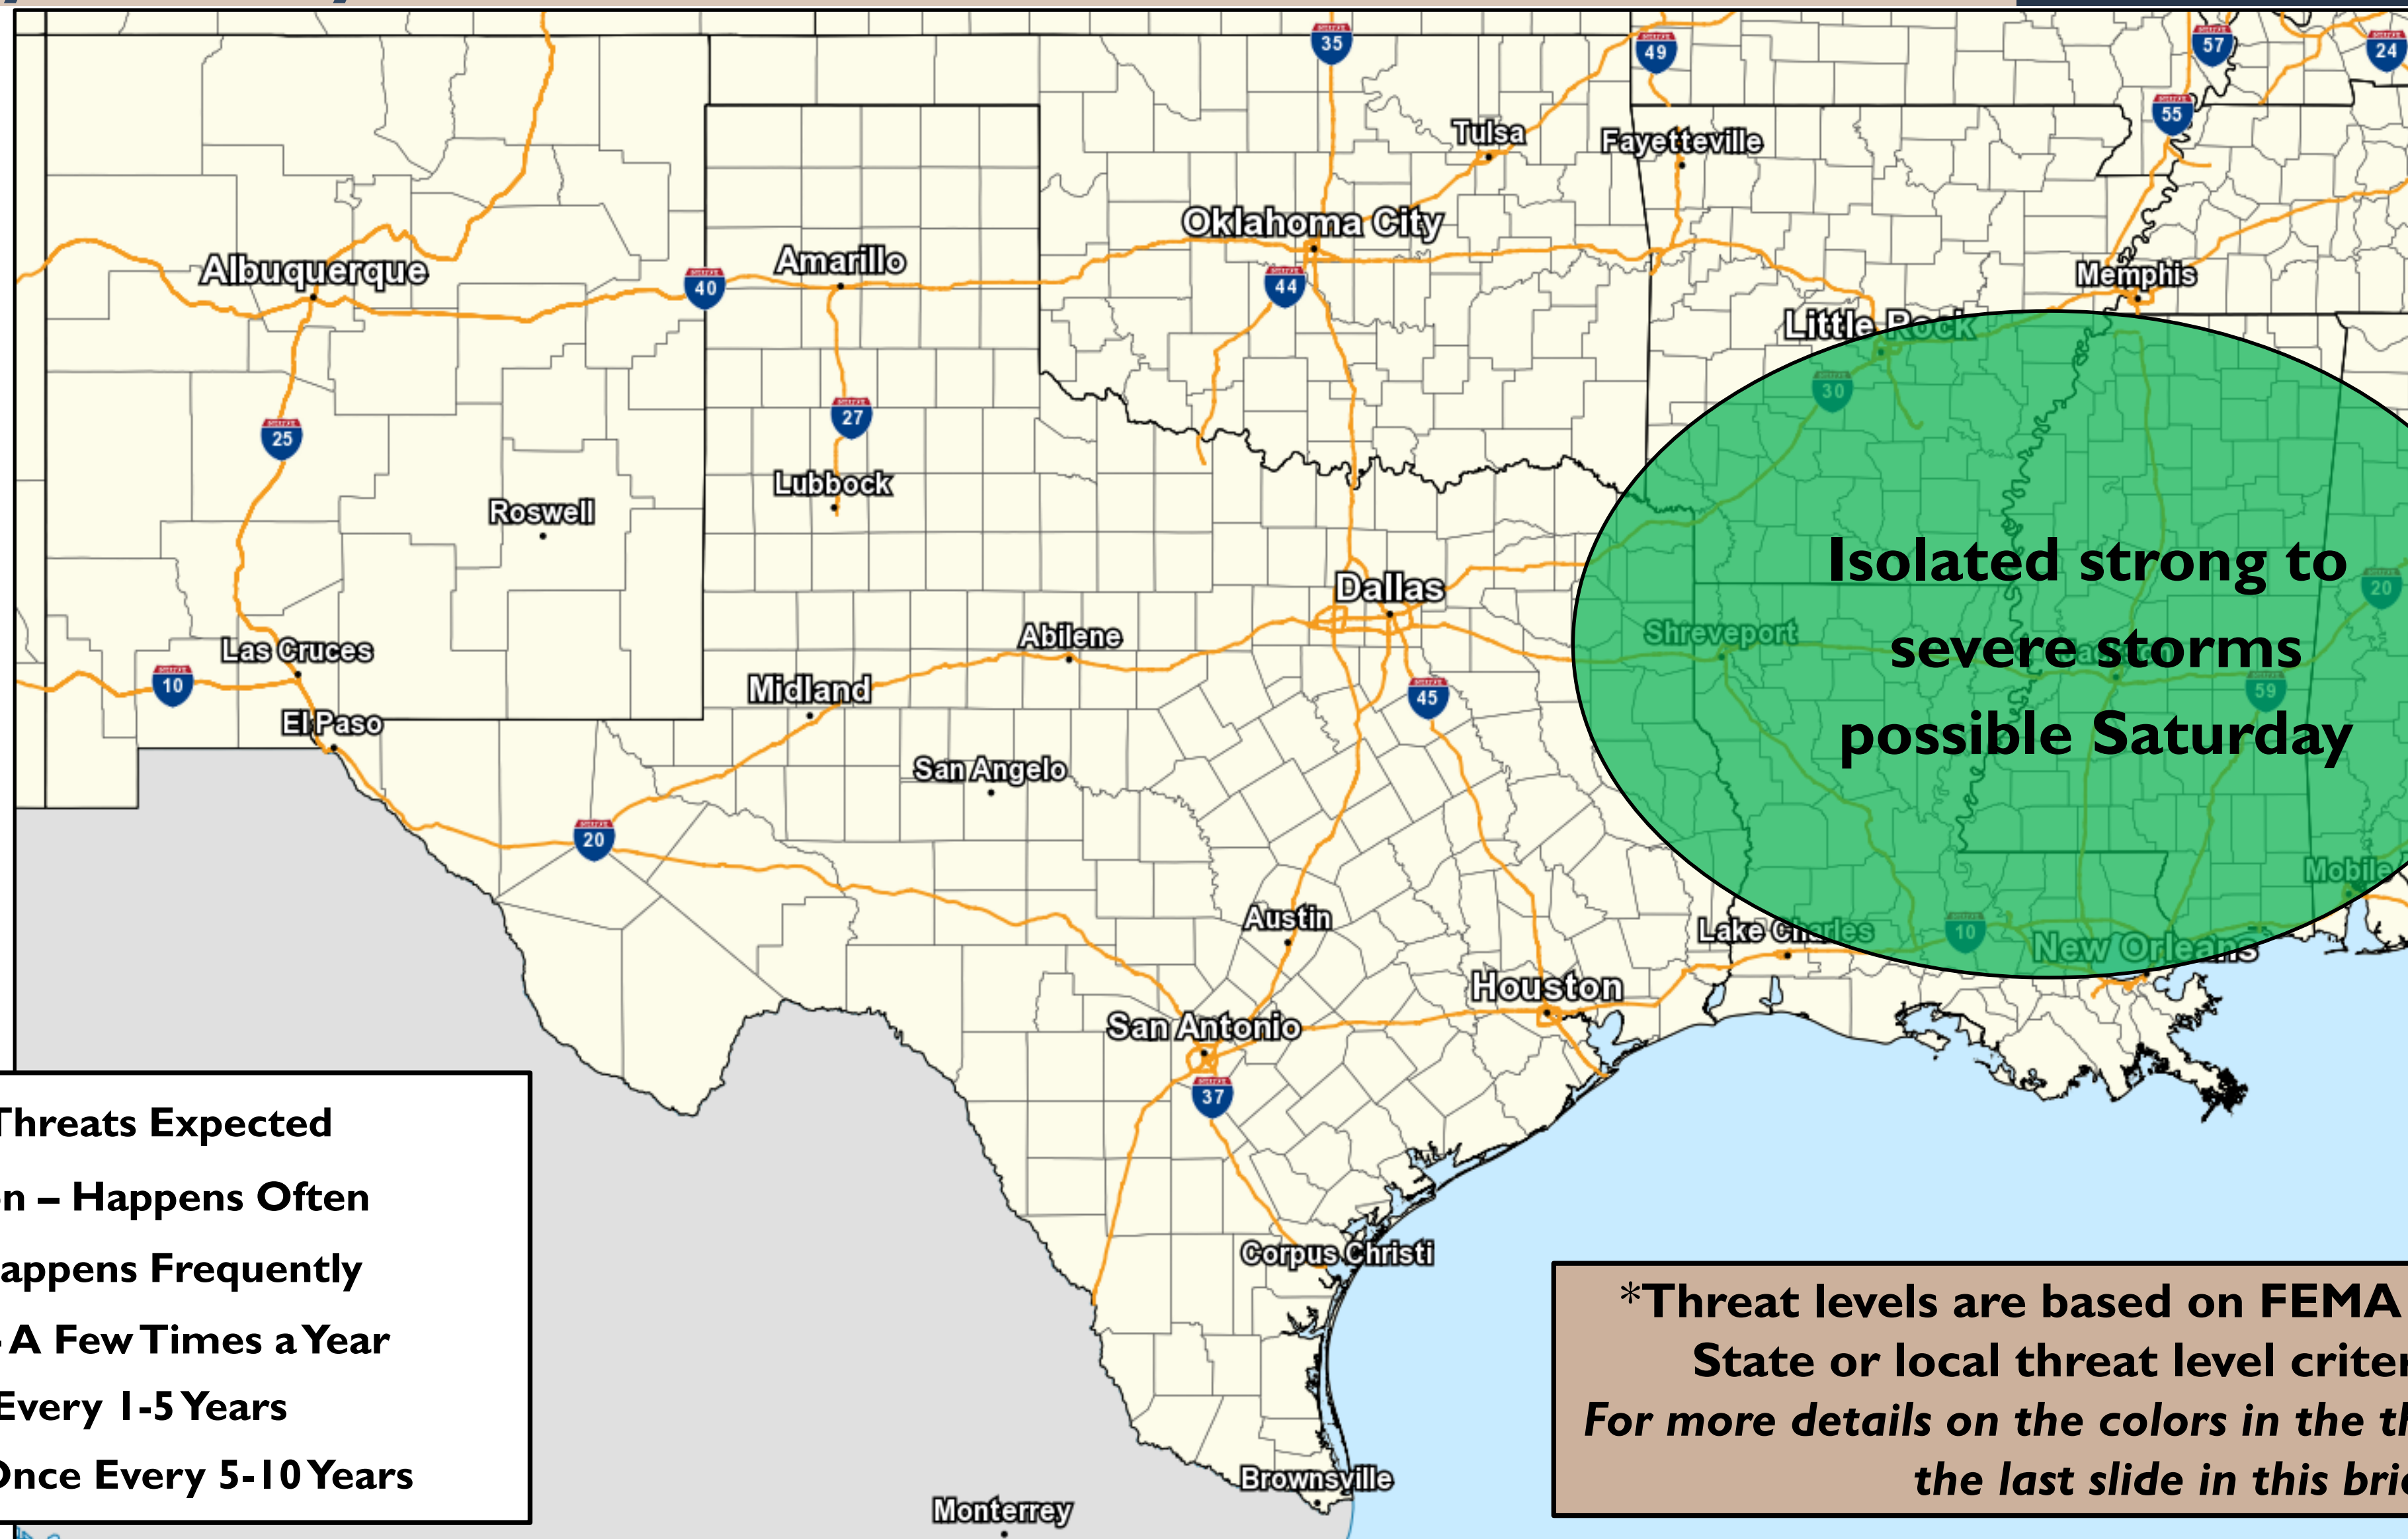 35
49
57
24
55
Tulsa
Fayetteville
Oklahoma City
Albuquerque
Amarillo
40
44
Memphis
Little Rock
30
27
25
Lubbock
Roswell
Isolated strong to
severe storms
possible Saturday
20
Dallas
Shreveport
Abilene
Las Cruces
10
Midland
45
59
El Paso
San Angelo
20
Mobile
Austin
Lake Charles
10
New Orleans
Houston
San Antonio
37
Corpus Christi
Brownsville
Monterrey
Threats Expected
n – Happens Often
appens Frequently
- A Few Times a Year
Every 1-5 Years
Once Every 5-10 Years
*Threat levels are based on FEMA
State or local threat level criter
For more details on the colors in the th
the last slide in this brie